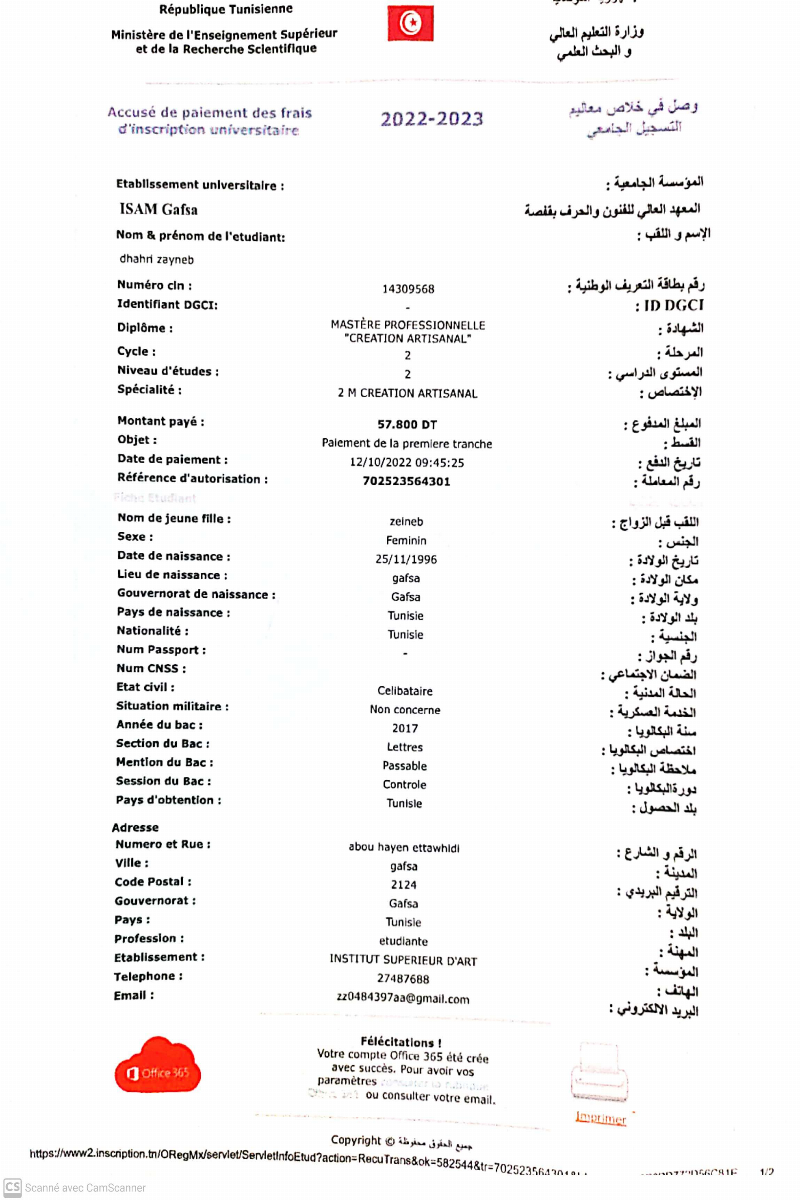 République Tunisienne
Ministère de l'Enseignement Supérieur
et de la Recherche Scientifique
وزارة التعليم العالي
و البحث العلمي
Accusé de paiement des frais
d'inscription universitaire
2022-2023
وصل في خلاص معاليم
التسجيل الجامعي
Etablissement universitaire : المؤسسة الجامعية :
ISAM Gafsa المعهد العالي للفنون والحرف بقفصة
Nom & prénom de l'etudiant: الإسم و اللقب :
dhahri zayneb
Numéro cin : 14309568 رقم بطاقة التعريف الوطنية :
Identifiant DGCI: - ID DGCI :
Diplôme : MASTÈRE PROFESSIONNELLE الشهادة :
"CREATION ARTISANAL"
Cycle : 2 المرحلة :
Niveau d'études : 2 المستوى الدراسي :
Spécialité : 2 M CREATION ARTISANAL الإختصاص :
Montant payé : 57.800 DT المبلغ المدفوع :
Objet : Paiement de la premiere tranche القسط :
Date de paiement : 12/10/2022 09:45:25 تاريخ الدفع :
Référence d'autorisation : 702523564301 رقم المعاملة :
Fiche Etudiant
Nom de jeune fille : zeineb اللقب قبل الزواج :
Sexe : Feminin الجنس :
Date de naissance : 25/11/1996 تاريخ الولادة :
Lieu de naissance : gafsa مكان الولادة :
Gouvernorat de naissance : Gafsa ولاية الولادة :
Pays de naissance : Tunisie بلد الولادة :
Nationalité : Tunisie الجنسية :
Num Passport : - رقم الجواز :
Num CNSS : الضمان الاجتماعي :
Etat civil : Celibataire الحالة المدنية :
Situation militaire : Non concerne الخدمة العسكرية :
Année du bac : 2017 سنة البكالويا :
Section du Bac : Lettres اختصاص البكالويا :
Mention du Bac : Passable ملاحظة البكالويا :
Session du Bac : Controle دورةالبكالويا :
Pays d'obtention : Tunisie بلد الحصول :
Adresse
Numero et Rue : abou hayen ettawhidi الرقم و الشارع :
Ville : gafsa المدينة :
Code Postal : 2124 الترقيم البريدي :
Gouvernorat : Gafsa الولاية :
Pays : Tunisie البلد :
Profession : etudiante المهنة :
Etablissement : INSTITUT SUPERIEUR D'ART المؤسسة :
Telephone : 27487688 الهاتف :
Email : zz0484397aa@gmail.com البريد الالكتروني :
Office 365
Félécitations !
Votre compte Office 365 été crée
avec succès. Pour avoir vos
paramètres
ou consulter votre email.
Imprimer
Copyright © جميع الحقوق محفوظة
https://www2.inscription.tn/ORegMx/servlet/ServletInfoEtud?action=RecuTrans&ok=582544&tr=702523564301
1/2
CS Scanné avec CamScanner